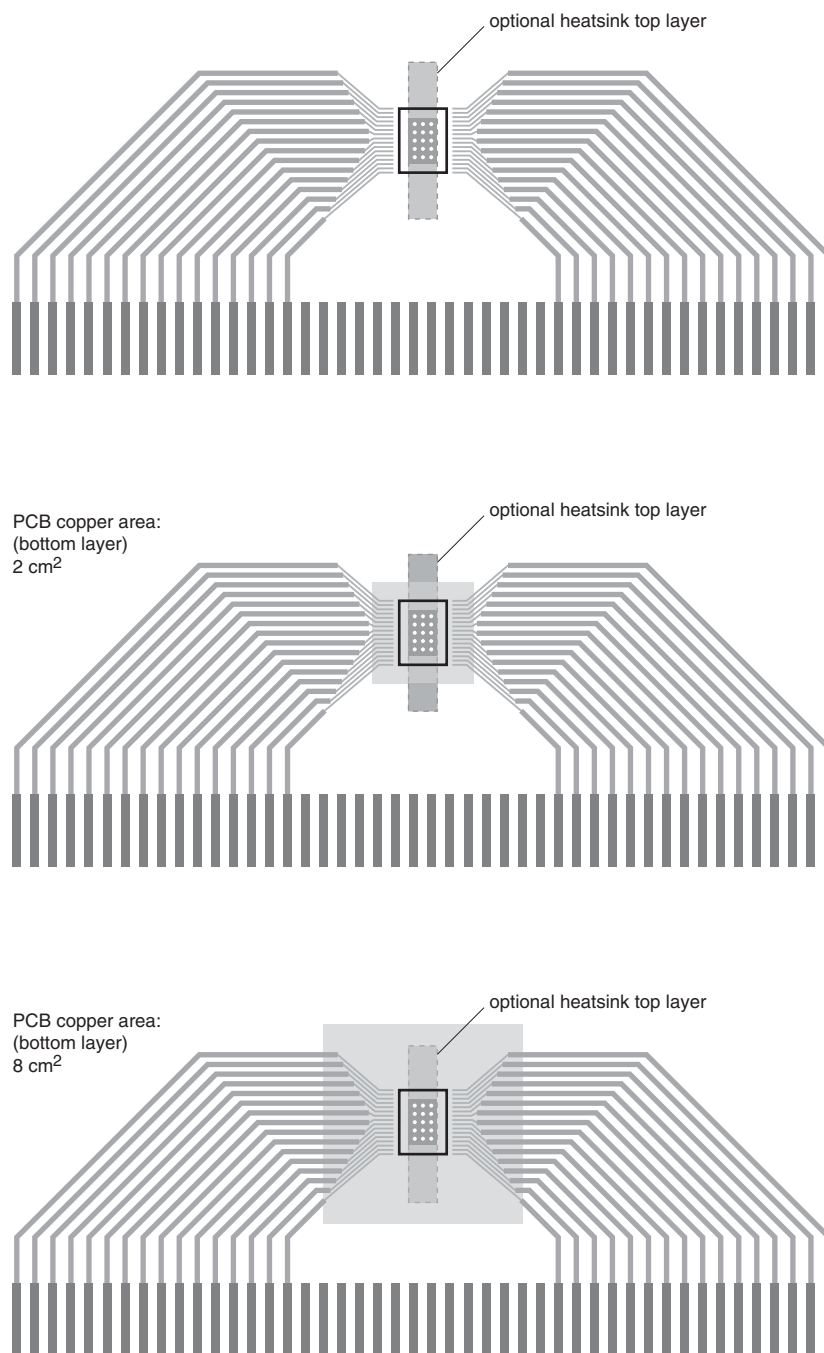 optional heatsink top layer
PCB copper area:
(bottom layer)
2 cm²
optional heatsink top layer
PCB copper area:
(bottom layer)
8 cm²
optional heatsink top layer